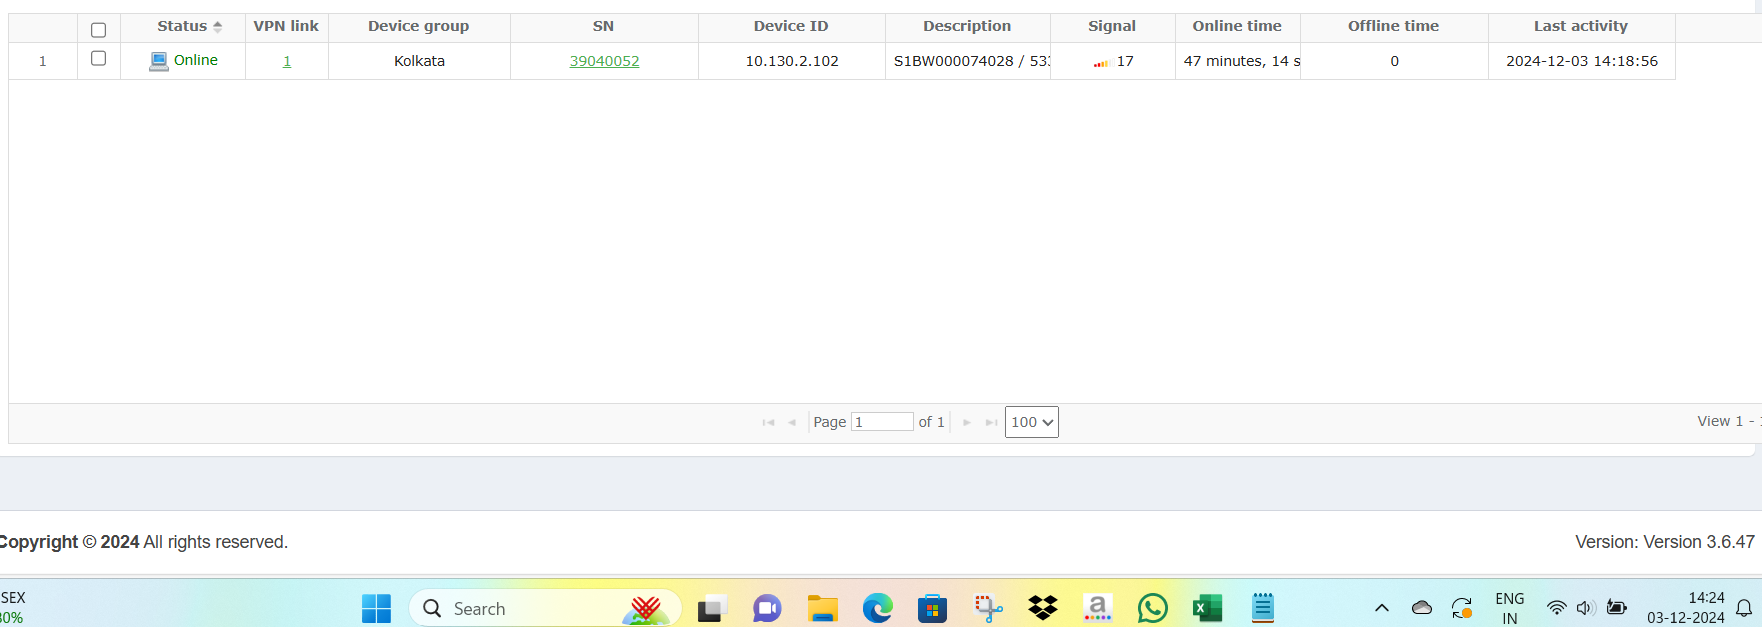 Status VPN link Device group SN Device ID Description Signal Online time Offline time Last activity
1 Online 1 Kolkata 39040052 10.130.2.102 S1BW000074028 / 53 17 47 minutes, 14 s 0 2024-12-03 14:18:56
Page 1 of 1 100 View 1 -
Copyright © 2024 All rights reserved. Version: Version 3.6.47
SEX
30%
Search
ENG
IN
14:24
03-12-2024